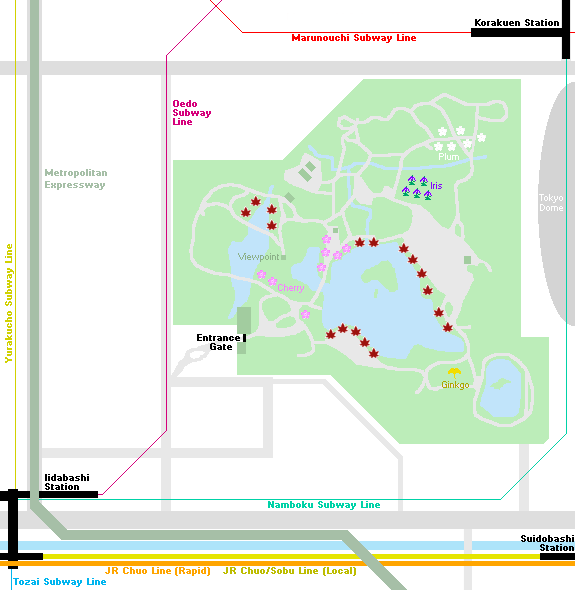 Korakuen Station
Marunouchi Subway Line
Oedo
Subway
Line
Plum
Metropolitan
Expressway
Iris
Tokyo
Dome
Viewpoint
Cherry
Yurakucho Subway Line
Entrance
Gate
Ginkgo
Iidabashi
Station
Namboku Subway Line
Suidobashi
Station
JR Chuo Line (Rapid)
JR Chuo/Sobu Line (Local)
Tozai Subway Line